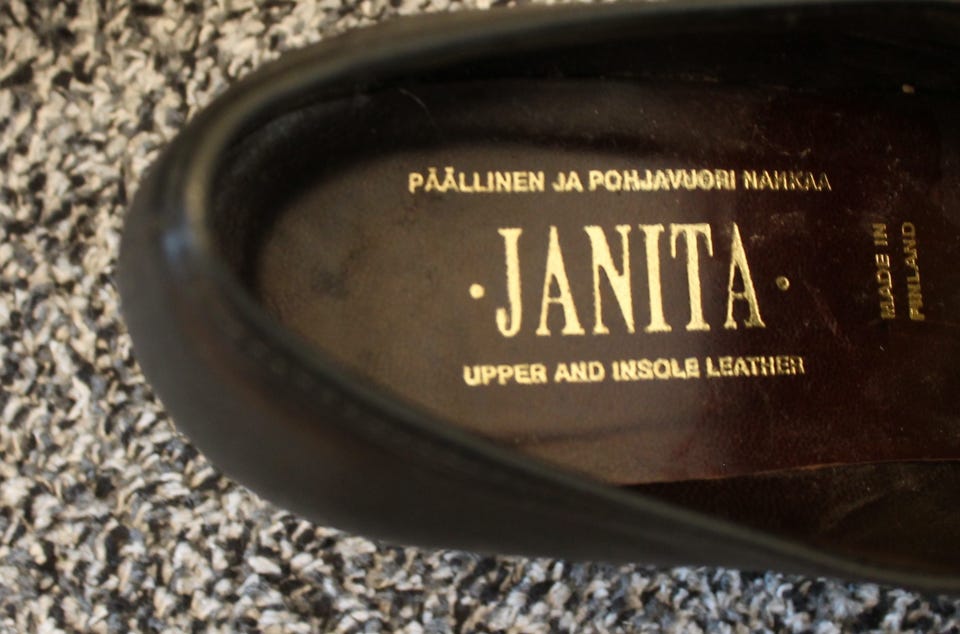 PÄÄLLINEN JA POHJAVUORI NAHKAA
·JANITA·
UPPER AND INSOLE LEATHER
MADE IN
FINLAND